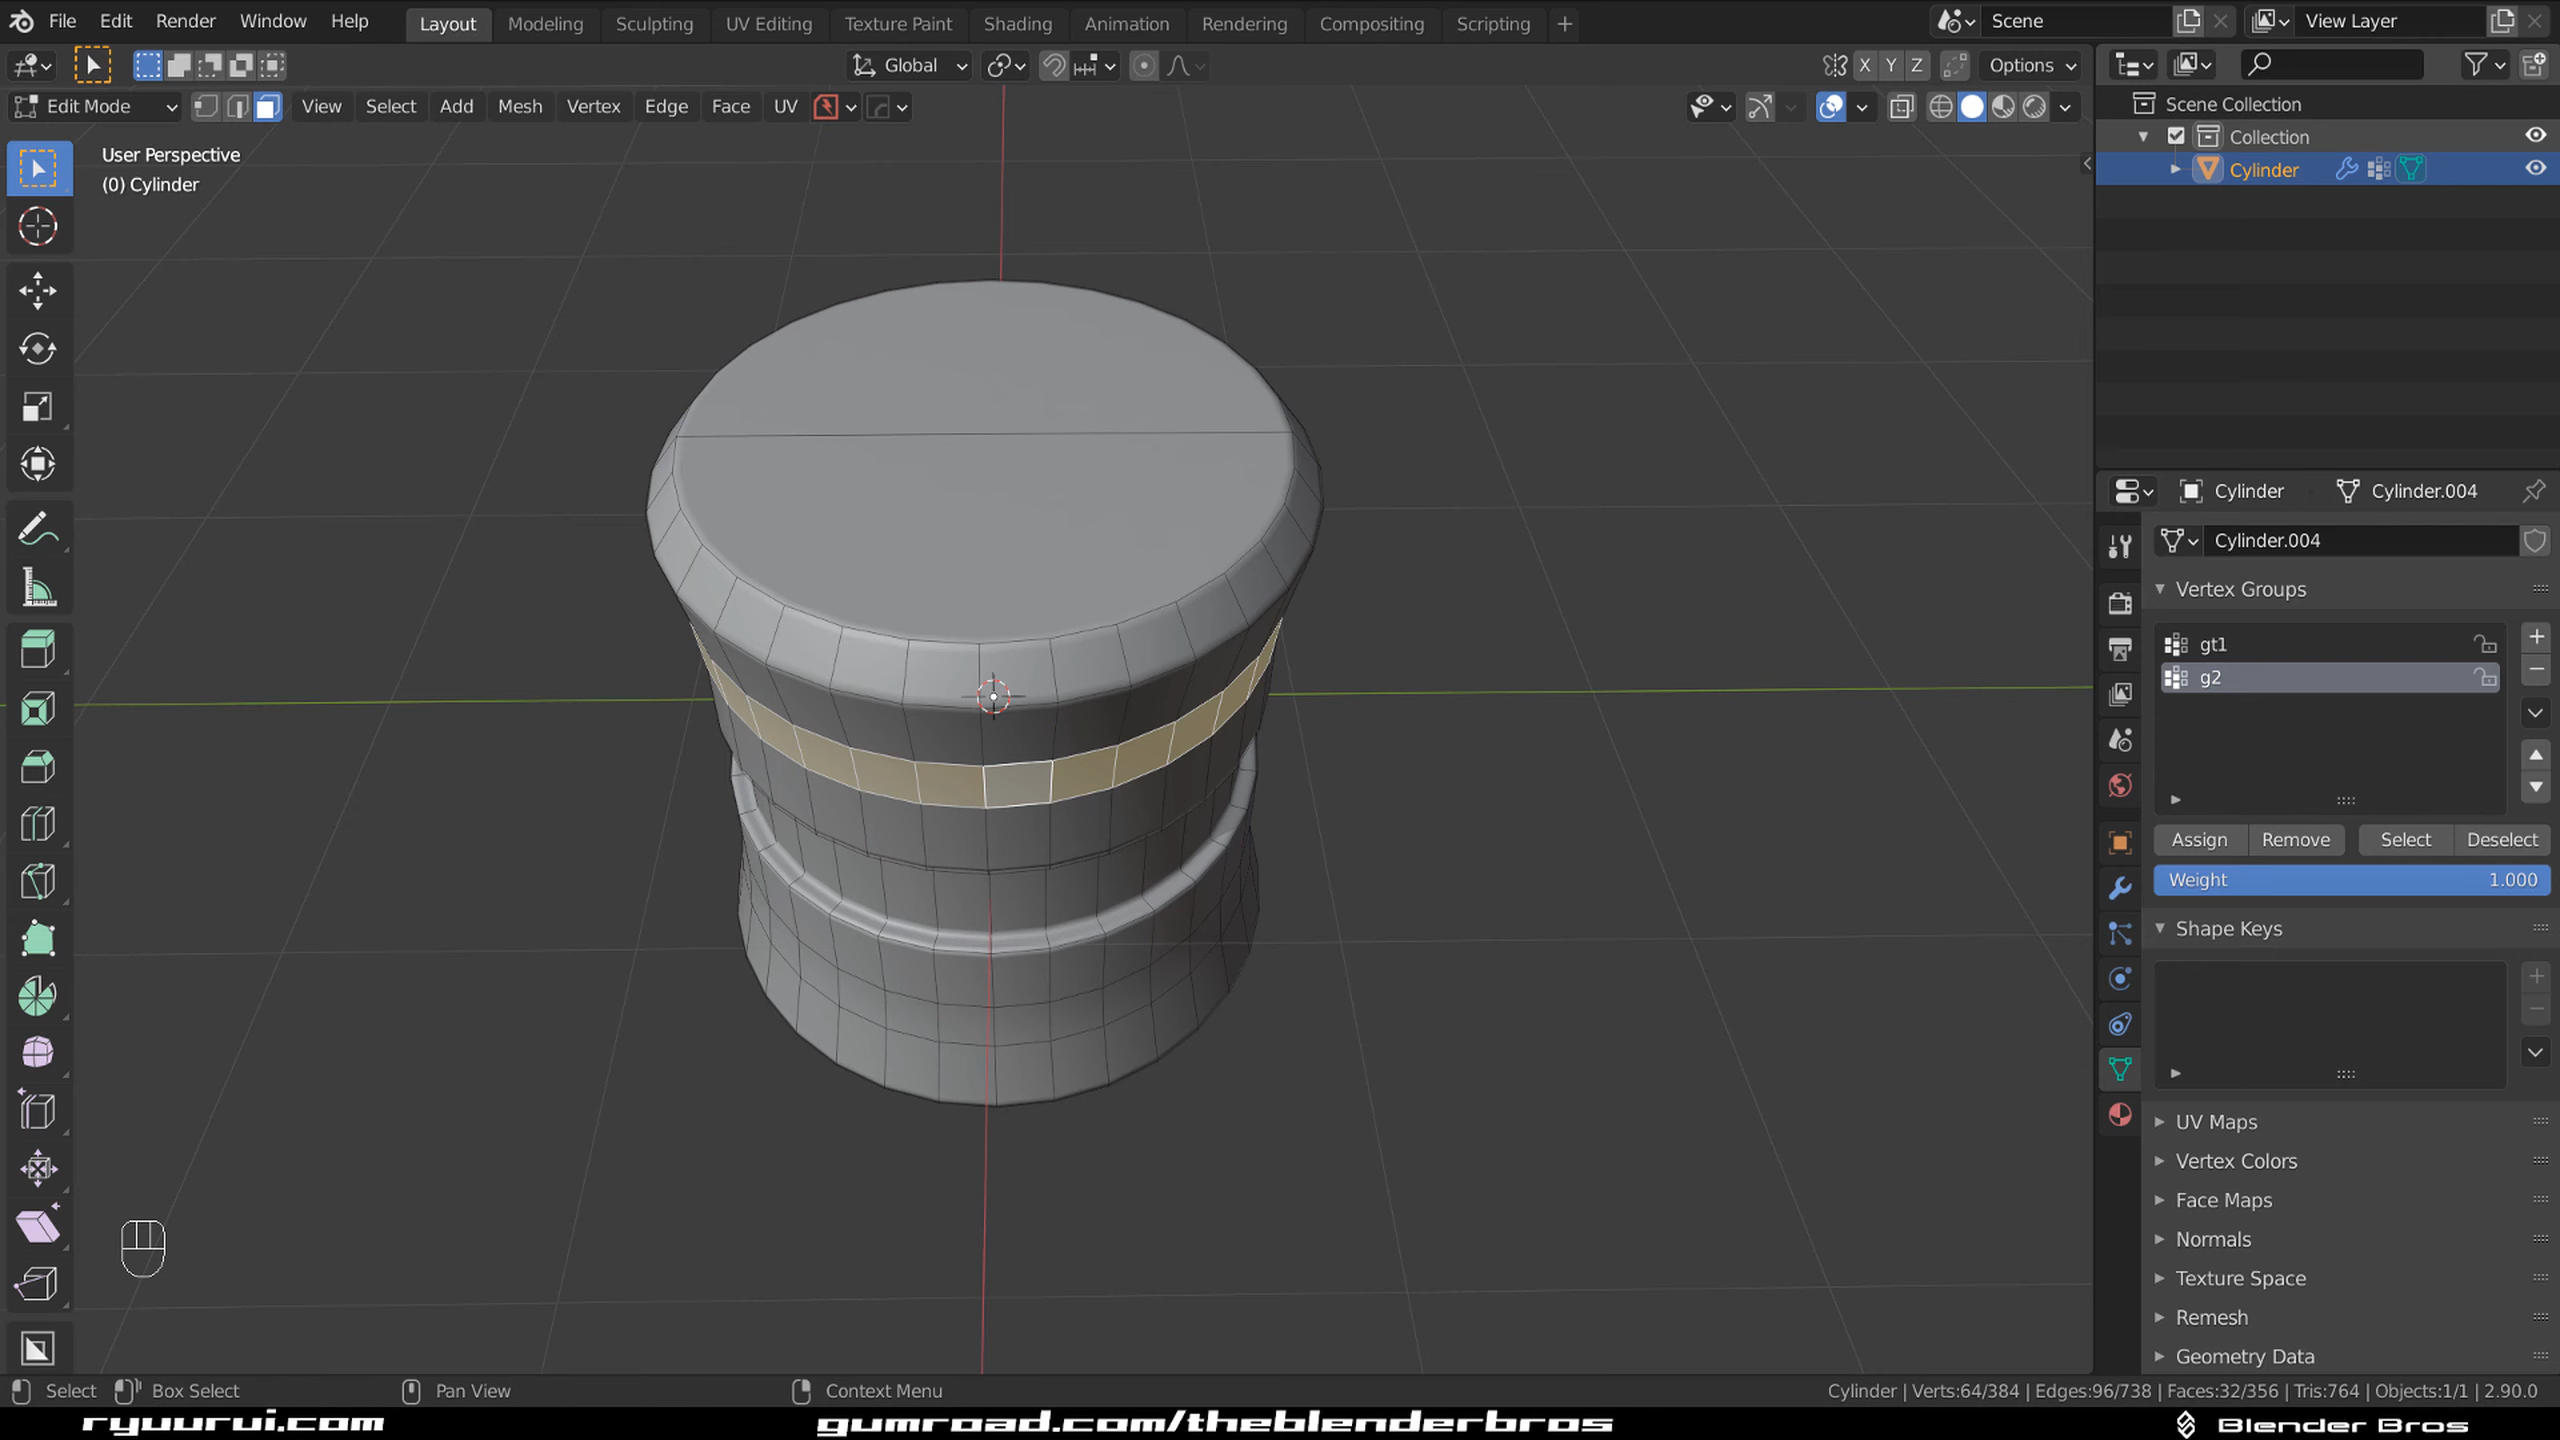 File Edit Render Window Help Layout Modeling Sculpting UV Editing Texture Paint Shading Animation Rendering Compositing Scripting + Scene View Layer
Global X Y Z Options
Edit Mode View Select Add Mesh Vertex Edge Face UV
User Perspective
(0) Cylinder
Scene Collection
Collection
Cylinder
Cylinder Cylinder.004
Cylinder.004
Vertex Groups
gt1
g2
Assign Remove Select Deselect
Weight 1.000
Shape Keys
UV Maps
Vertex Colors
Face Maps
Normals
Texture Space
Remesh
Geometry Data
Select Box Select Pan View Context Menu Cylinder | Verts:64/384 | Edges:96/738 | Faces:32/356 | Tris:764 | Objects:1/1 | 2.90.0
ryuurui.com gumroad.com/theblenderbros Blender Bros